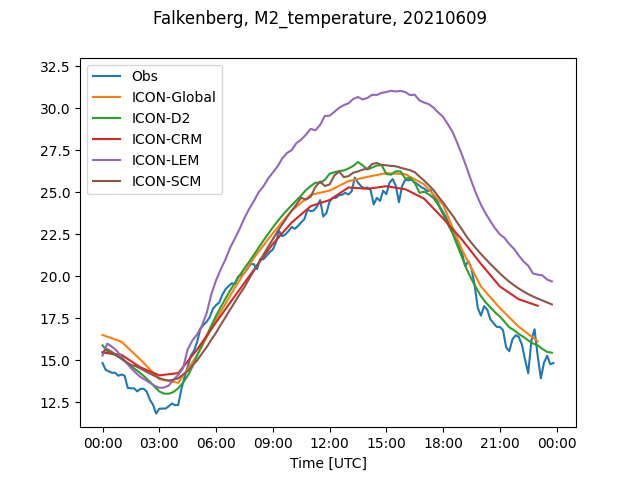 Falkenberg, M2_temperature, 20210609
32.5
30.0
27.5
25.0
22.5
20.0
17.5
15.0
12.5
Obs
ICON-Global
ICON-D2
ICON-CRM
ICON-LEM
ICON-SCM
00:00 03:00 06:00 09:00 12:00 15:00 18:00 21:00 00:00
Time [UTC]